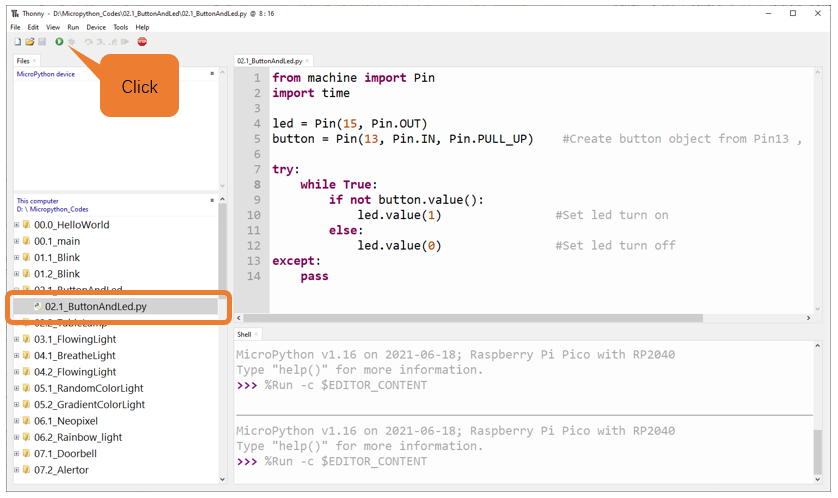 Thonny - D:\Micropython_Codes\02.1_ButtonAndLed\02.1_ButtonAndLed.py @ 8 : 16
File Edit View Run Device Tools Help
Files
MicroPython device
Click
This computer
D: \ Micropython_Codes
00.0_HelloWorld
00.1_main
01.1_Blink
01.2_Blink
02.1_ButtonAndLed
02.1_ButtonAndLed.py
02.2_TableLamp
03.1_FlowingLight
04.1_BreatheLight
04.2_FlowingLight
05.1_RandomColorLight
05.2_GradientColorLight
06.1_Neopixel
06.2_Rainbow_light
07.1_Doorbell
07.2_Alertor
02.1_ButtonAndLed.py
1 from machine import Pin
2 import time
3
4 led = Pin(15, Pin.OUT)
5 button = Pin(13, Pin.IN, Pin.PULL_UP) #Create button object from Pin13 ,
6
7 try:
8 while True:
9 if not button.value():
10 led.value(1) #Set led turn on
11 else:
12 led.value(0) #Set led turn off
13 except:
14 pass
Shell
MicroPython v1.16 on 2021-06-18; Raspberry Pi Pico with RP2040
Type "help()" for more information.
>>> %Run -c $EDITOR_CONTENT
MicroPython v1.16 on 2021-06-18; Raspberry Pi Pico with RP2040
Type "help()" for more information.
>>> %Run -c $EDITOR_CONTENT